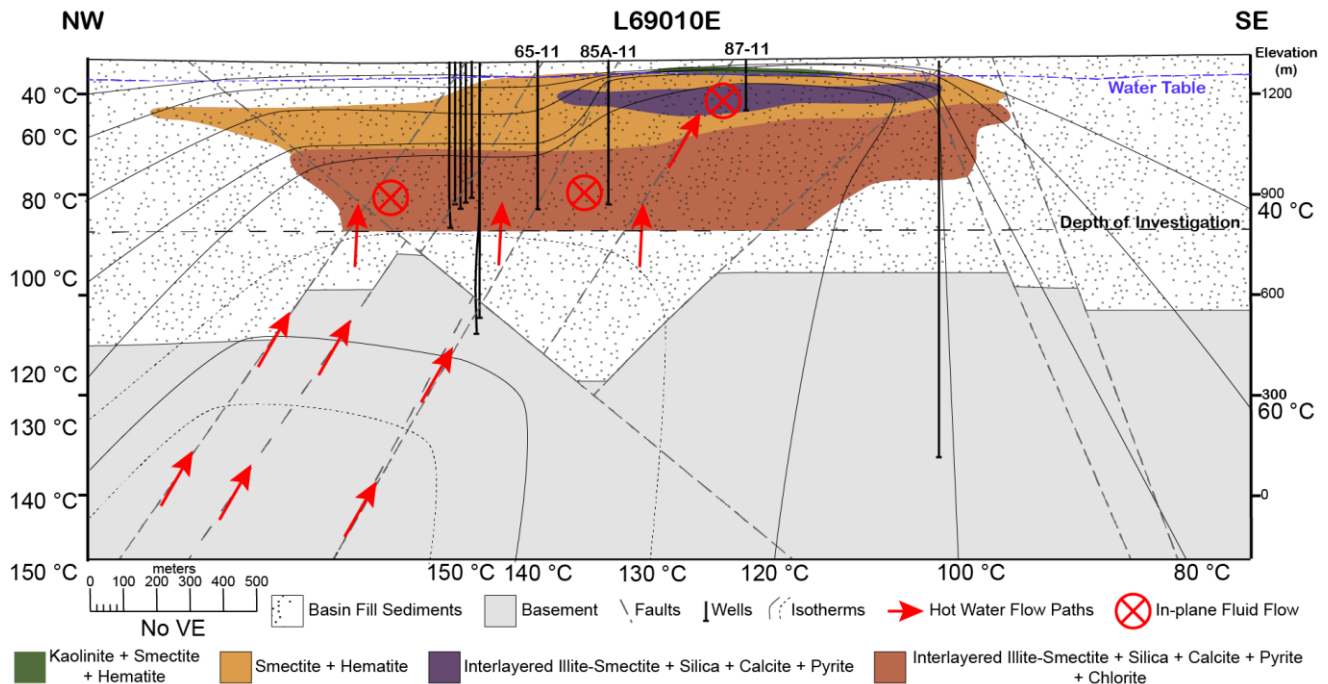 NW
L69010E
SE
65-11
85A-11
87-11
Elevation
(m)
Water Table
40 °C
1200
60 °C
80 °C
900
40 °C
Depth of Investigation
100 °C
600
120 °C
300
60 °C
130 °C
140 °C
0
150 °C
150 °C
140 °C
130 °C
120 °C
100 °C
80 °C
meters
0 100 200 300 400 500
No VE
Basin Fill Sediments
Basement
Faults
Wells
Isotherms
Hot Water Flow Paths
In-plane Fluid Flow
Kaolinite + Smectite
+ Hematite
Smectite + Hematite
Interlayered Illite-Smectite + Silica + Calcite + Pyrite
Interlayered Illite-Smectite + Silica + Calcite + Pyrite +
Chlorite